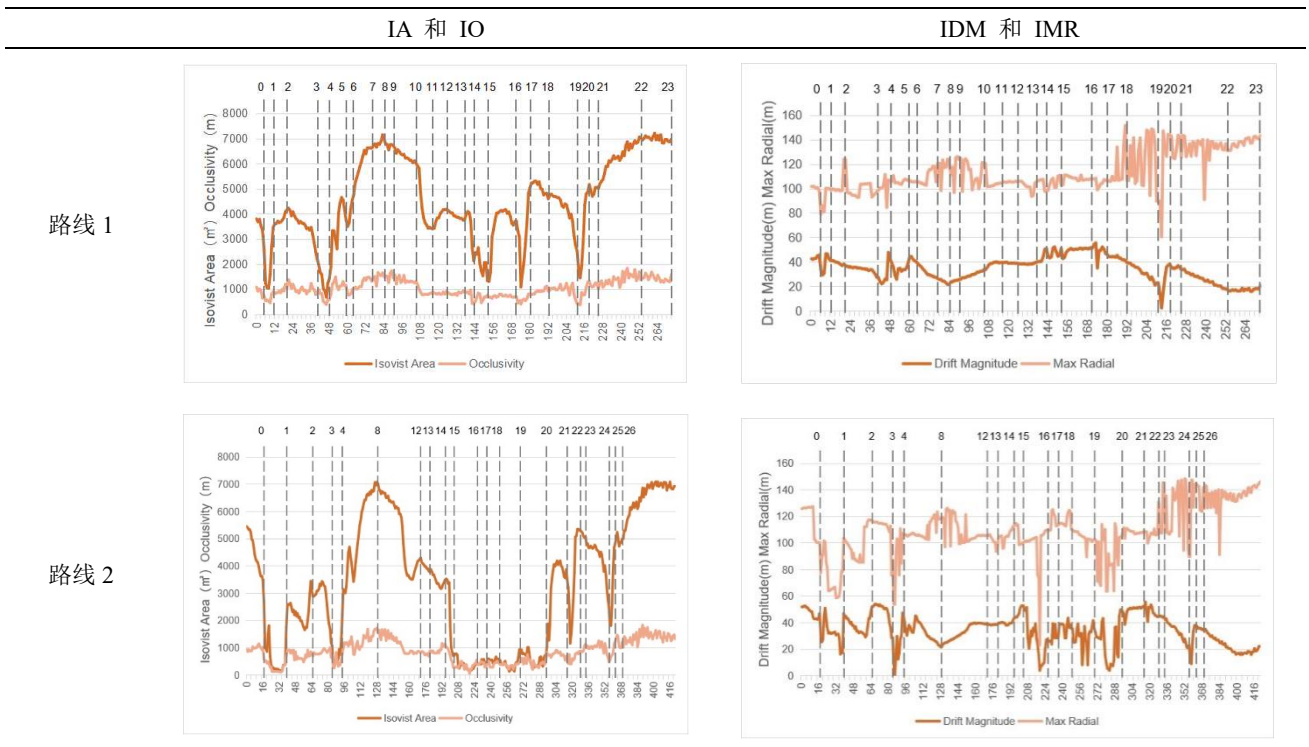 IA 和 IO IDM 和 IMR
路线 1
0 1 2 3 4 5 6 7 8 9 10 11 12 13 14 15 16 17 18 19 20 21 22 23
Isovist Area（㎡）Occlusivity（m）
8000
7000
6000
5000
4000
3000
2000
1000
0
0 12 24 36 48 60 72 84 96 108 120 132 144 156 168 180 192 204 216 228 240 252 264
Isovist Area Occlusivity
0 1 2 3 4 5 6 7 8 9 10 11 12 13 14 15 16 17 18 19 20 21 22 23
Drift Magnitude(m) Max Radial(m)
160
140
120
100
80
60
40
20
0
0 12 24 36 48 60 72 84 96 108 120 132 144 156 168 180 192 204 216 228 240 252 264
Drift Magnitude Max Radial
路线 2
0 1 2 3 4 8 12 13 14 15 16 17 18 19 20 21 22 23 24 25 26
Isovist Area（㎡）Occlusivity（m）
8000
7000
6000
5000
4000
3000
2000
1000
0
0 16 32 48 64 80 96 112 128 144 160 176 192 208 224 240 256 272 288 304 320 336 352 368 384 400 416
Isovist Area Occlusivity
0 1 2 3 4 8 12 13 14 15 16 17 18 19 20 21 22 23 24 25 26
Drift Magnitude(m) Max Radial(m)
160
140
120
100
80
60
40
20
0
0 16 32 48 64 80 96 112 128 144 160 176 192 208 224 240 256 272 288 304 320 336 352 368 384 400 416
Drift Magnitude Max Radial